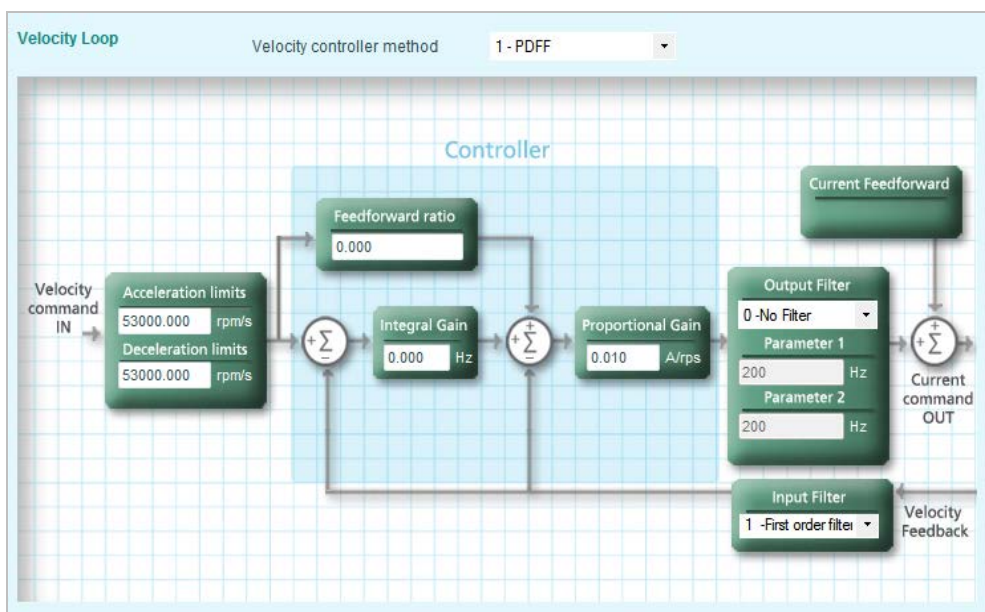 Velocity Loop
Velocity controller method
1 - PDFF
Controller
Current Feedforward
Feedforward ratio
0.000
Velocity
command
IN
Acceleration limits
53000.000 rpm/s
Deceleration limits
53000.000 rpm/s
+ Σ −
Integral Gain
0.000 Hz
+ + Σ −
Proportional Gain
0.010 A/rps
Output Filter
0 -No Filter
Parameter 1
200 Hz
Parameter 2
200 Hz
+ + Σ
Current
command
OUT
Input Filter
1 -First order filter
Velocity
Feedback